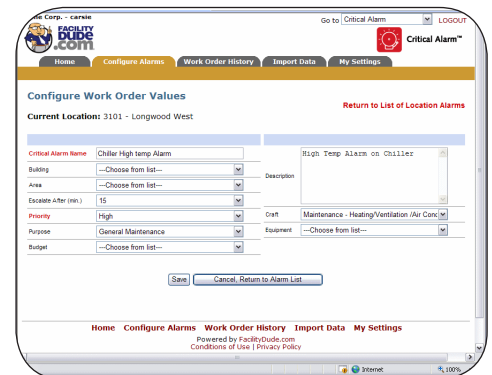 Corp. - carsie
Go to Critical Alarm LOGOUT
FACILITY
DUDE
.COM
Critical Alarm™
Home Configure Alarms Work Order History Import Data My Settings
Configure Work Order Values
Return to List of Location Alarms
Current Location: 3101 - Longwood West
Critical Alarm Name Chiller High temp Alarm
Building ---Choose from list---
Area ---Choose from list---
Escalate After (min.) 15
Priority High
Purpose General Maintenance
Budget ---Choose from list---
Description High Temp Alarm on Chiller
Craft Maintenance - Heating/Ventilation /Air Conc
Equipment ---Choose from list---
Save Cancel, Return to Alarm List
Home Configure Alarms Work Order History Import Data My Settings
Powered by FacilityDude.com
Conditions of Use | Privacy Policy
Internet 100%